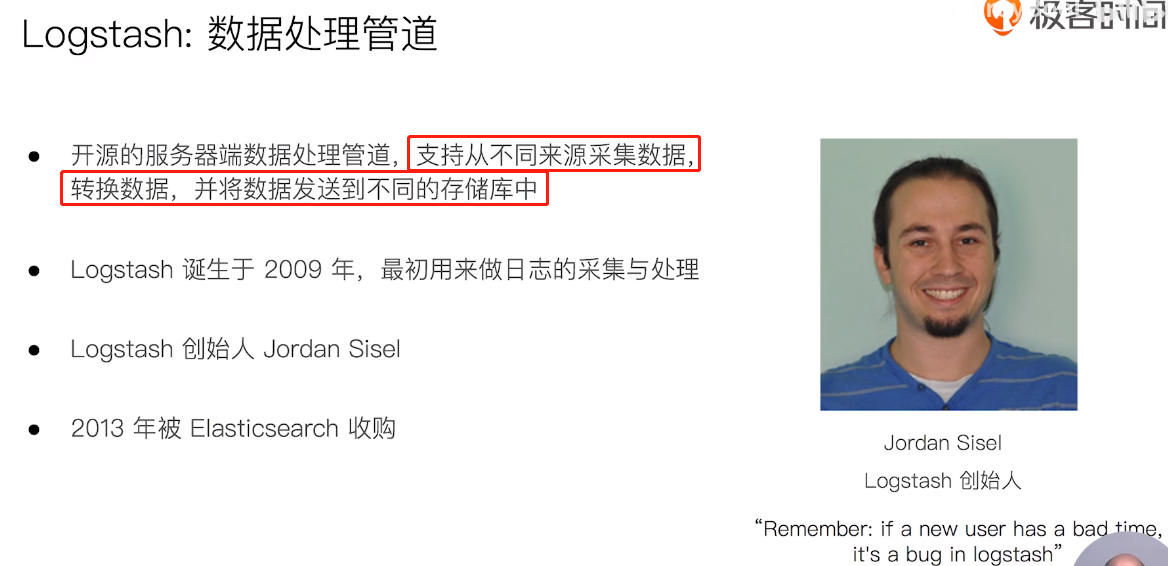 Logstash: 数据处理管道
极客时间
开源的服务器端数据处理管道，支持从不同来源采集数据，
转换数据，并将数据发送到不同的存储库中
Logstash 诞生于 2009 年，最初用来做日志的采集与处理
Logstash 创始人 Jordan Sisel
2013 年被 Elasticsearch 收购
Jordan Sisel
Logstash 创始人
“Remember: if a new user has a bad time,
it's a bug in logstash”